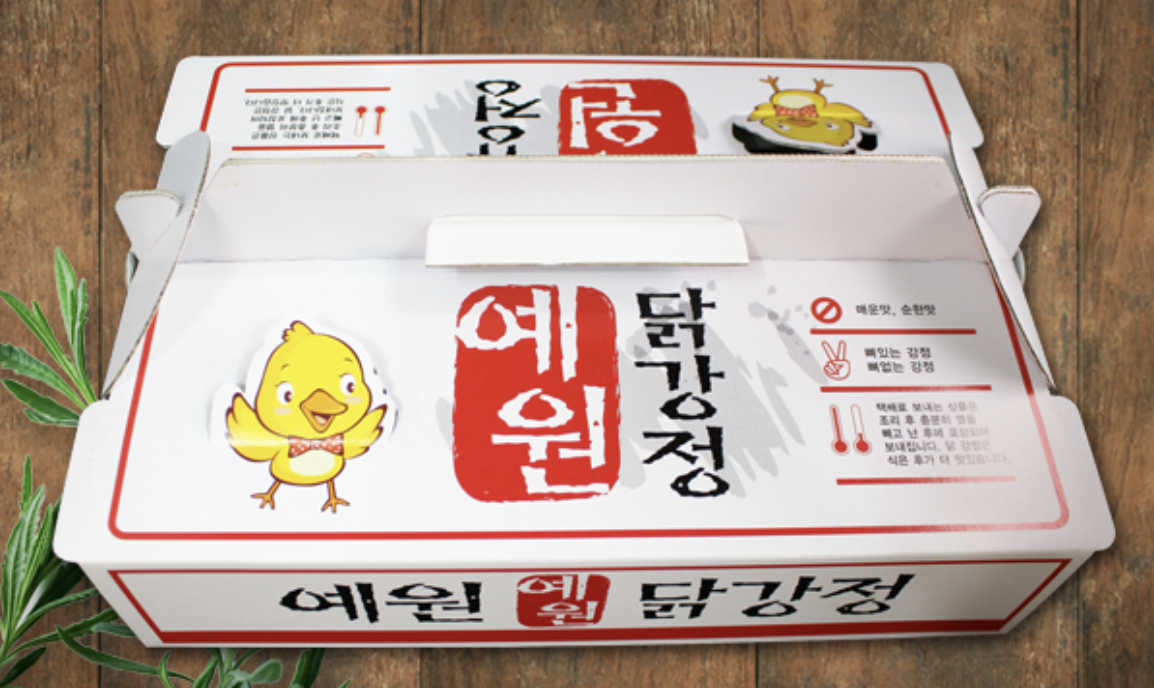 예원
닭강정
매운맛, 순한맛
뼈있는 강정
뼈없는 강정
택배로 보내는 상품은
조리 후 충분히 열을
빼고 난 후에 포장되어
보내집니다. 닭 강정은
식은 후가 더 맛있습니다.
예원 예원 닭강정